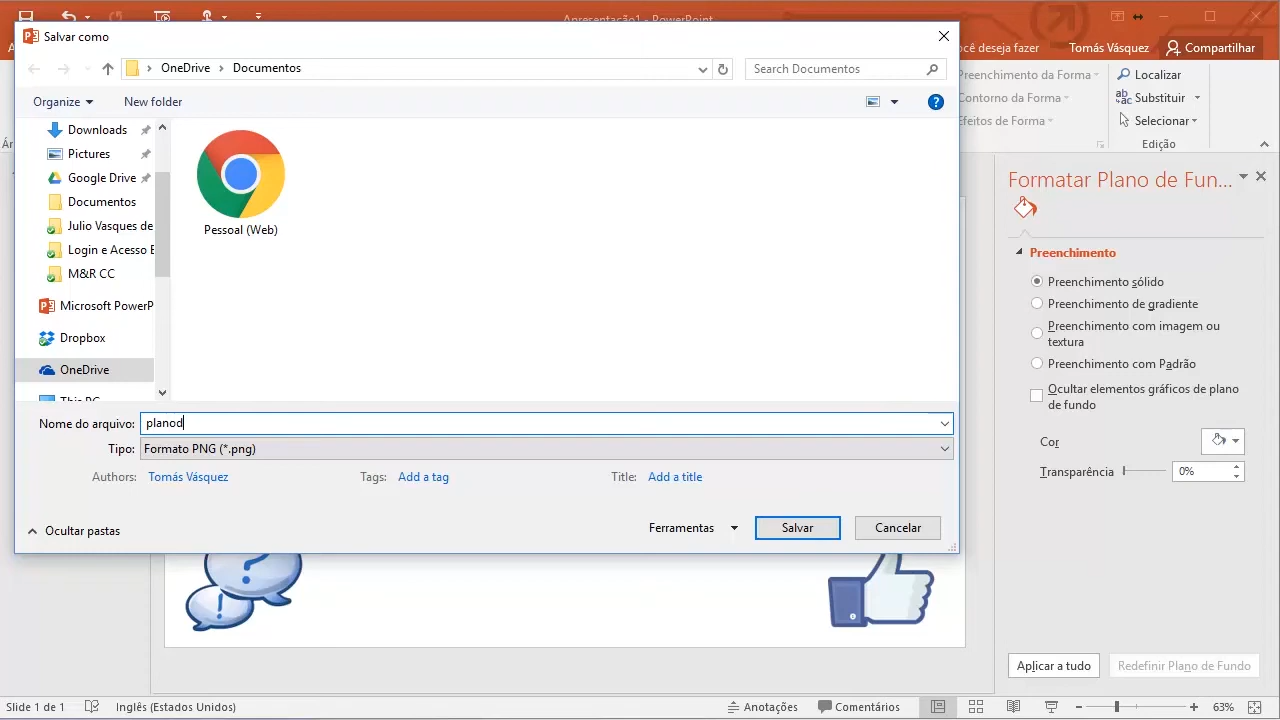 Apresentação1 - PowerPoint
Salvar como
ocê deseja fazer
Tomás Vásquez
Compartilhar
OneDrive
Documentos
Search Documentos
Preenchimento da Forma
Localizar
Organize
New folder
Contorno da Forma
Substituir
Efeitos de Forma
Selecionar
Edição
Downloads
Pictures
Google Drive
Documentos
Julio Vasques de
Login e Acesso E
M&R CC
Microsoft PowerP
Dropbox
OneDrive
This PC
Pessoal (Web)
Formatar Plano de Fun...
Preenchimento
Preenchimento sólido
Preenchimento de gradiente
Preenchimento com imagem ou
textura
Preenchimento com Padrão
Ocultar elementos gráficos de plano
de fundo
Cor
Transparência
0%
Nome do arquivo: planod
Tipo: Formato PNG (*.png)
Authors: Tomás Vásquez
Tags: Add a tag
Title: Add a title
Ocultar pastas
Ferramentas
Salvar
Cancelar
Aplicar a tudo
Redefinir Plano de Fundo
Slide 1 de 1
Inglês (Estados Unidos)
Anotações
Comentários
63%